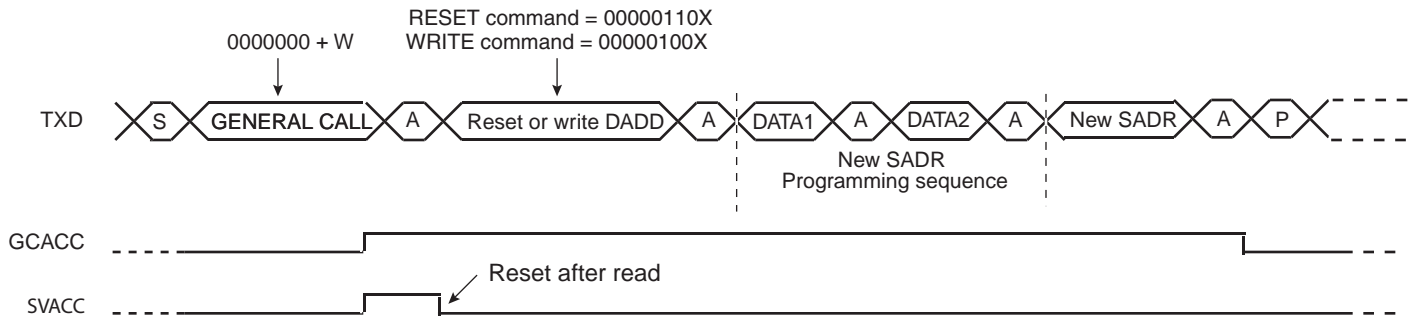 RESET command = 00000110X
0000000 + W
WRITE command = 00000100X
TXD S GENERAL CALL A Reset or write DADD A DATA1 A DATA2 A New SADR A P
New SADR
Programming sequence
GCACC
Reset after read
SVACC